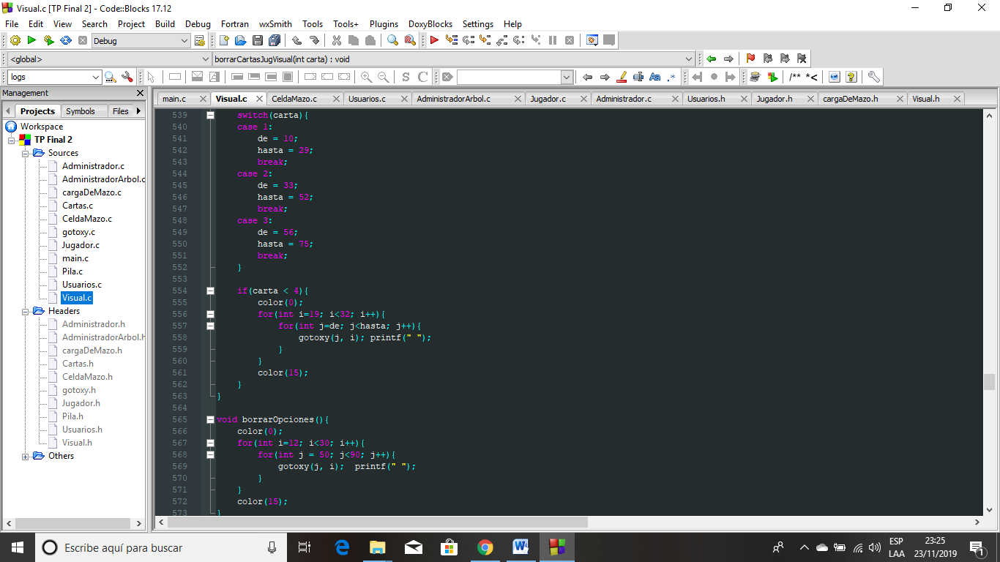 Visual.c [TP Final 2] - Code::Blocks 17.12
File Edit View Search Project Build Debug Fortran wxSmith Tools Tools+ Plugins DoxyBlocks Settings Help
Debug
<global> borrarCartasJugVisual(int carta) : void
logs S C Aa .* /** *<
Management
main.c Visual.c CeldaMazo.c Usuarios.c AdministradorArbol.c Jugador.c Administrador.c Usuarios.h Jugador.h cargaDeMazo.h Visual.h
Projects Symbols Files
Workspace
TP Final 2
Sources
Administrador.c
AdministradorArbol.c
cargaDeMazo.c
Cartas.c
CeldaMazo.c
gotoxy.c
Jugador.c
main.c
Pila.c
Usuarios.c
Visual.c
Headers
Administrador.h
AdministradorArbol.h
cargaDeMazo.h
Cartas.h
CeldaMazo.h
gotoxy.h
Jugador.h
Pila.h
Usuarios.h
Visual.h
Others
539 switch(carta){
540 case 1:
541 de = 10;
542 hasta = 29;
543 break;
544 case 2:
545 de = 33;
546 hasta = 52;
547 break;
548 case 3:
549 de = 56;
550 hasta = 75;
551 break;
552 }
553
554 if(carta < 4){
555 color(0);
556 for(int i=19; i<32; i++){
557 for(int j=de; j<hasta; j++){
558 gotoxy(j, i); printf(" ");
559 }
560 }
561 color(15);
562 }
563 }
564
565 void borrarOpciones(){
566 color(0);
567 for(int i=12; i<30; i++){
568 for(int j = 50; j<90; j++){
569 gotoxy(j, i); printf(" ");
570 }
571 }
572 color(15);
573 }
Escribe aquí para buscar
ESP
LAA
23:25
23/11/2019
1